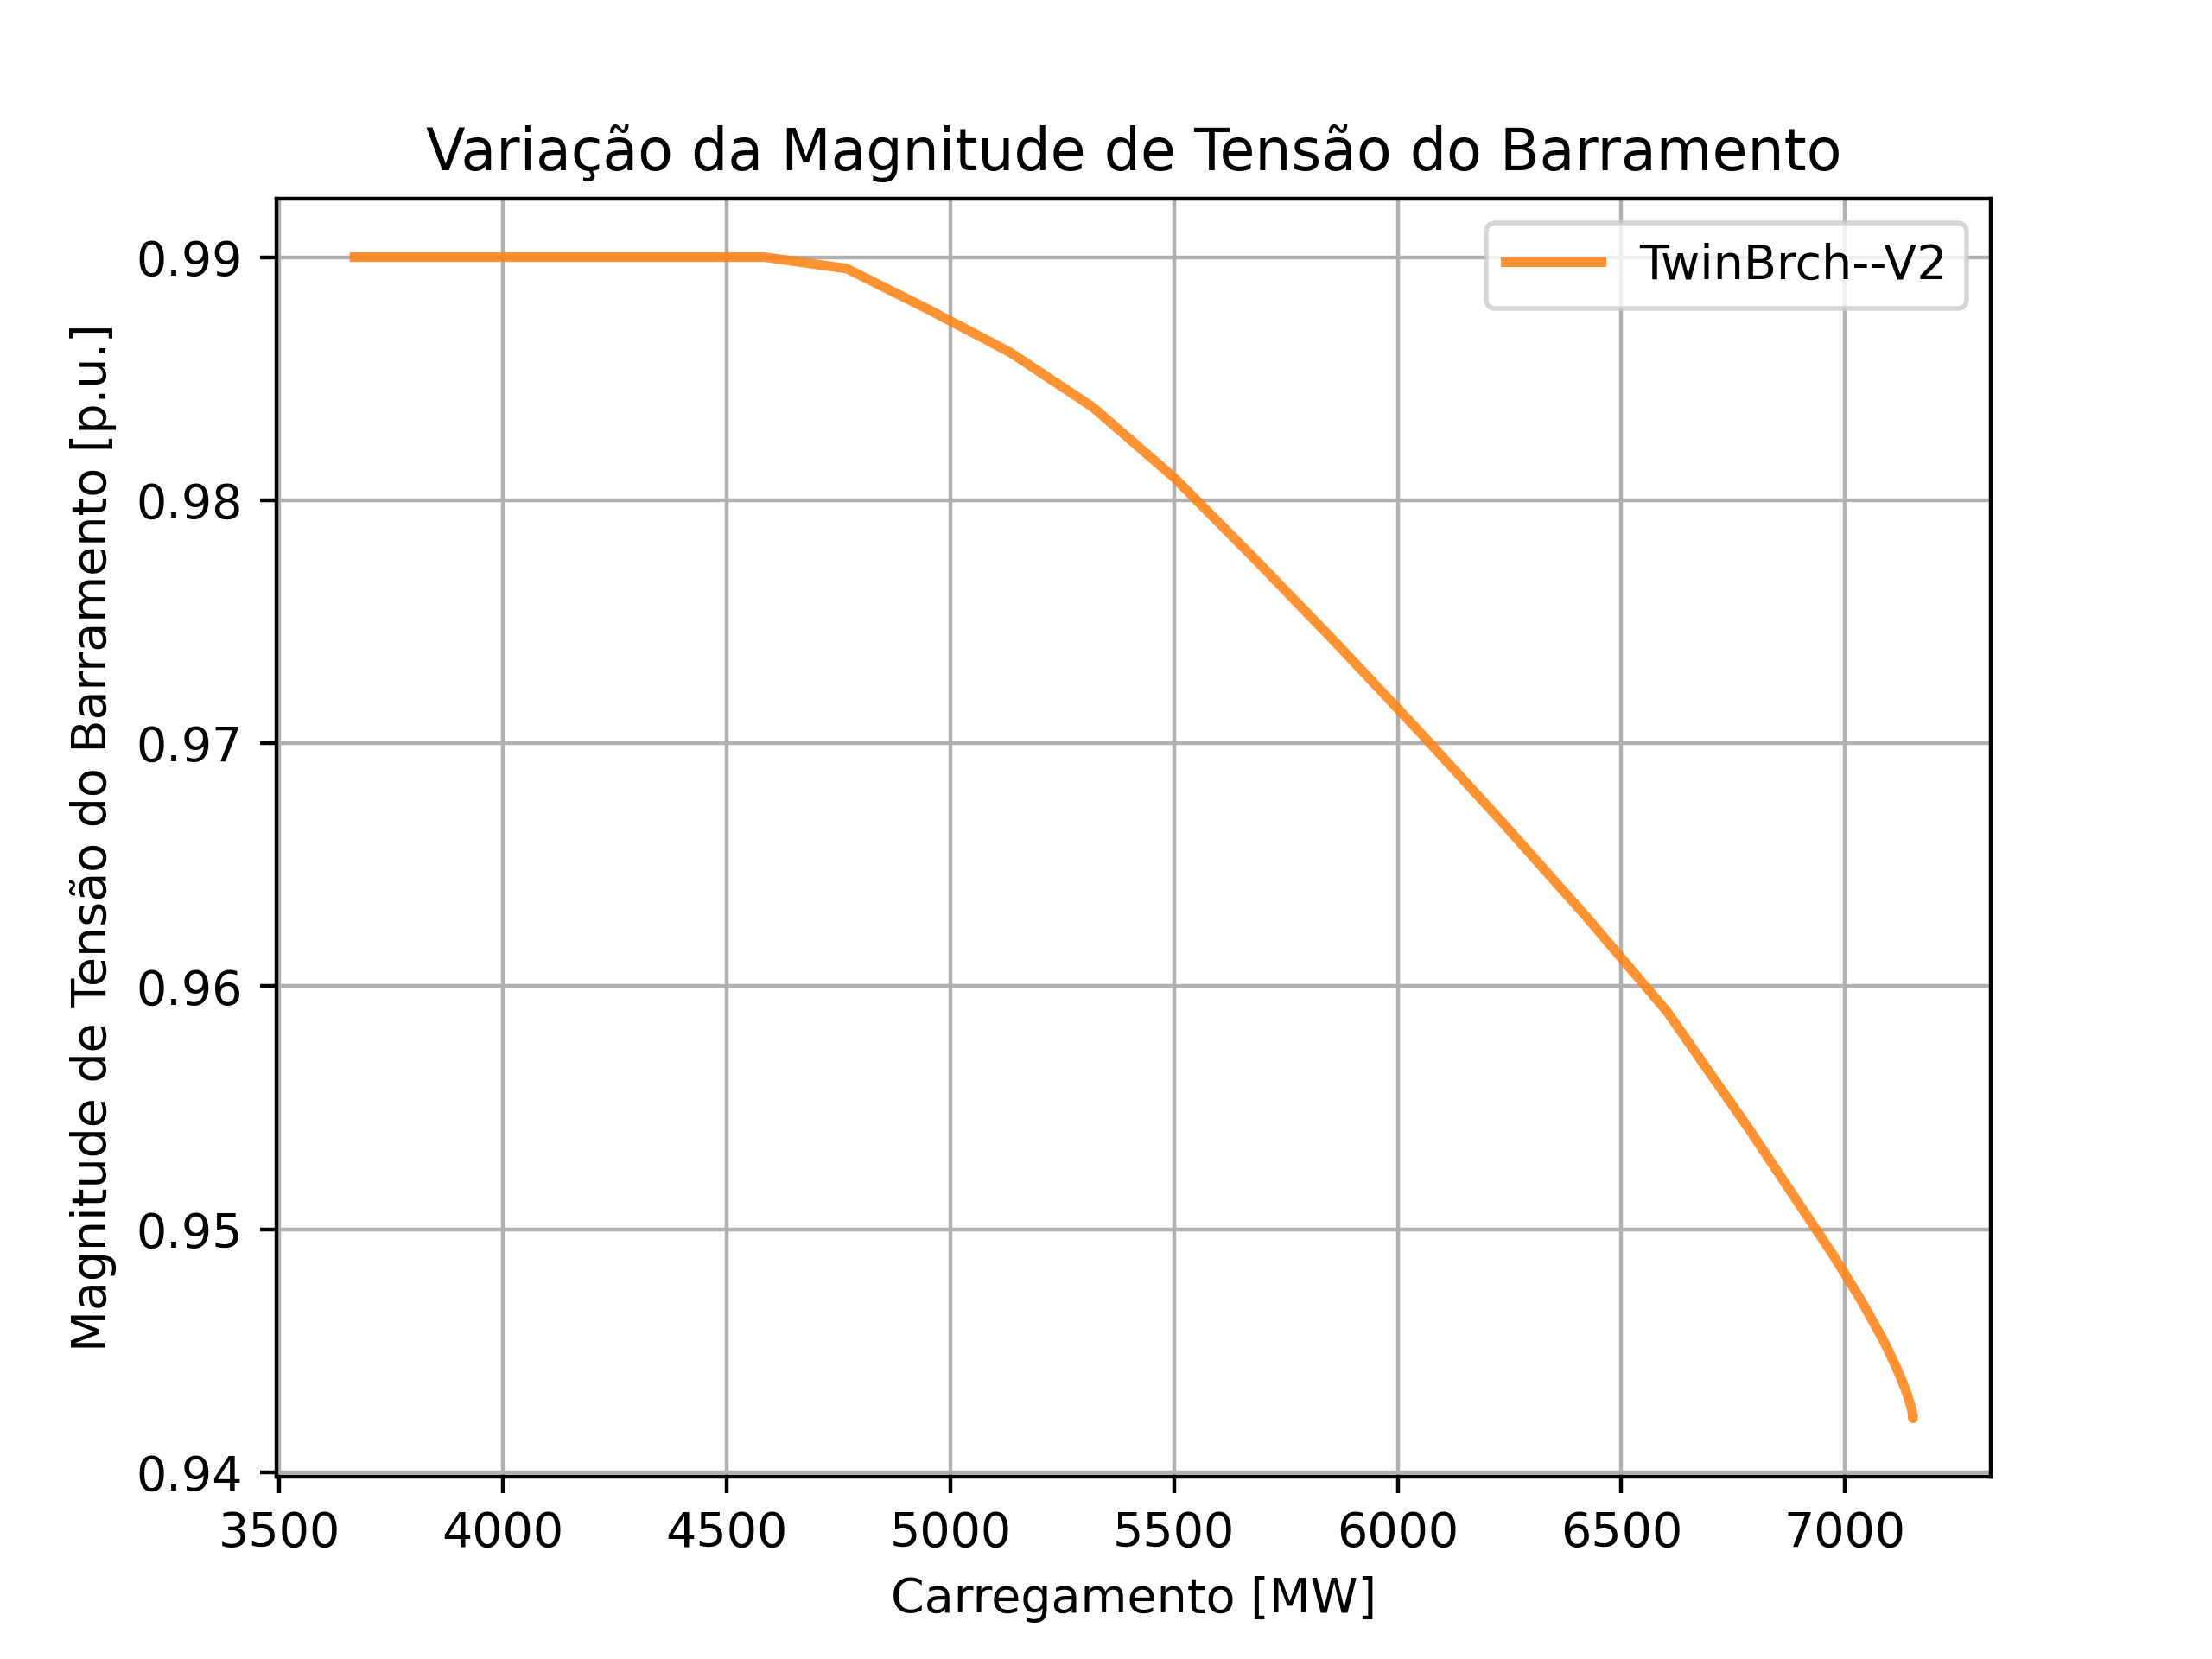 Variação da Magnitude de Tensão do Barramento
TwinBrch--V2
Magnitude de Tensão do Barramento [p.u.]
0.99
0.98
0.97
0.96
0.95
0.94
3500 4000 4500 5000 5500 6000 6500 7000
Carregamento [MW]